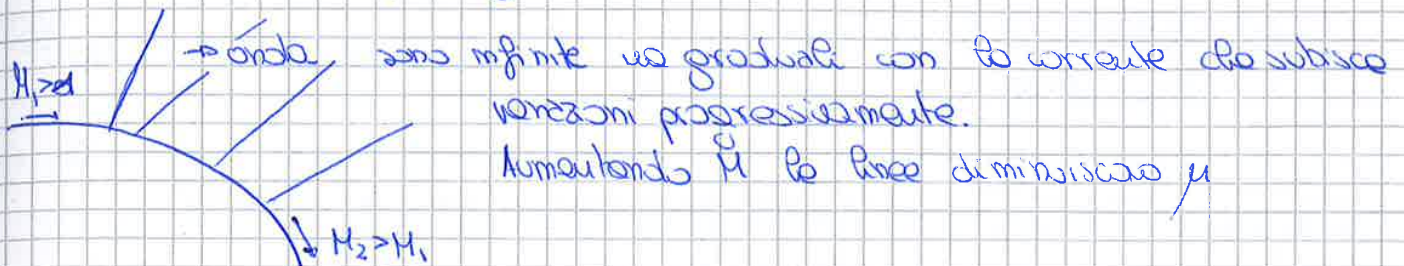 → onda, sono infinite ma graduali con la corrente che subisce
M₁>1
variazioni progressivamente.
Aumentando M le linee diminuiscono μ
M₂>M₁